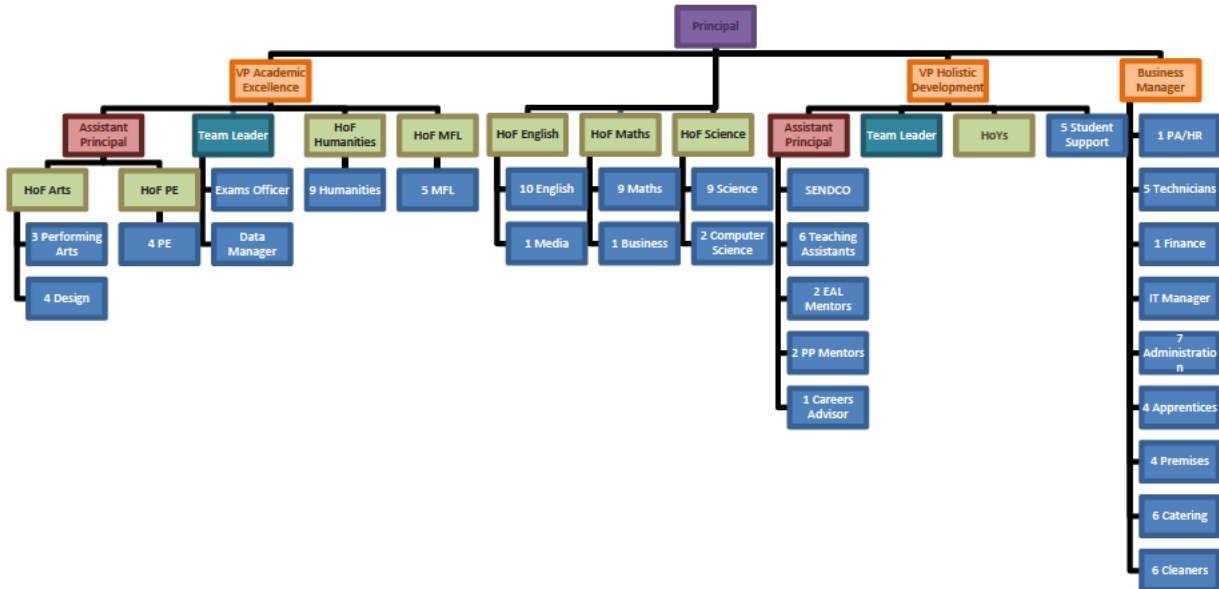 Principal
VP Academic
Excellence
VP Holistic
Development
Business
Manager
Assistant
Principal
Team Leader
HoF
Humanities
HoF MFL
HoF English
HoF Maths
HoF Science
Assistant
Principal
Team Leader
HoYs
5 Student
Support
1 PA/HR
HoF Arts
HoF PE
Exams Officer
9 Humanities
5 MFL
10 English
9 Maths
9 Science
SENDCO
5 Technicians
3 Performing
Arts
4 PE
Data
Manager
1 Media
1 Business
2 Computer
Science
6 Teaching
Assistants
1 Finance
4 Design
2 EAL
Mentors
IT Manager
2 PP Mentors
7
Administratio
n
1 Careers
Advisor
4 Apprentices
4 Premises
6 Catering
6 Cleaners